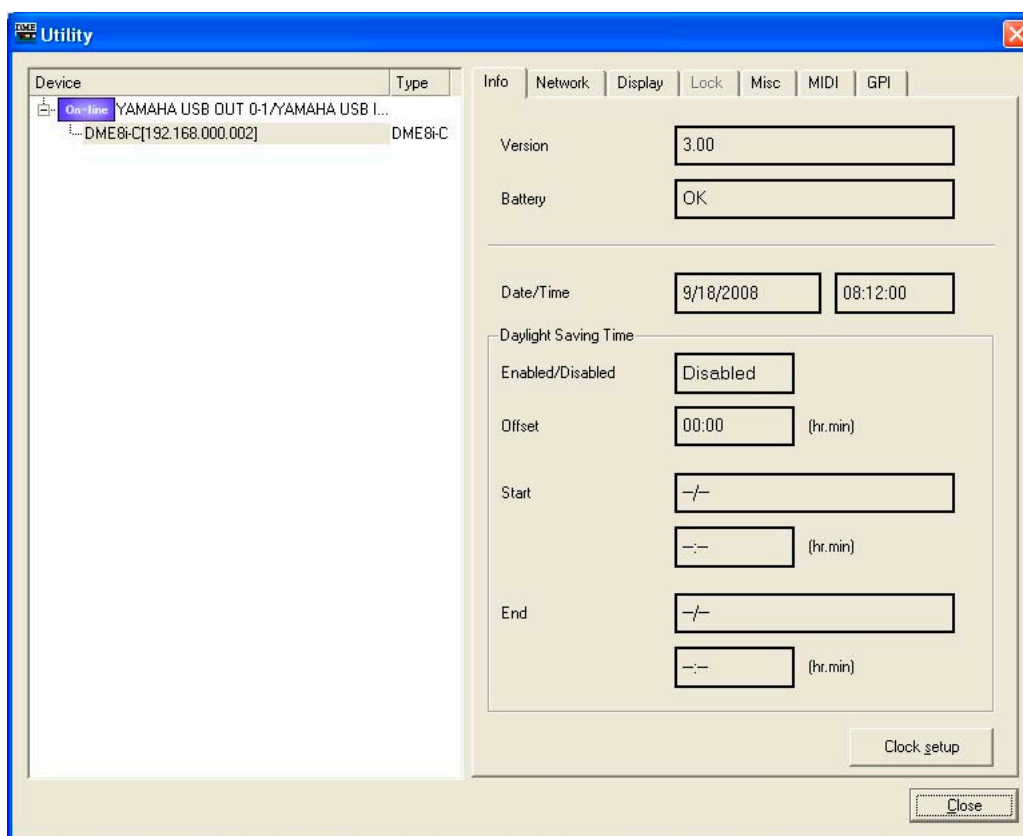 DME Utility
Device Type
On-line YAMAHA USB OUT 0-1/YAMAHA USB I...
DME8i-C[192.168.000.002] DME8i-C
Info Network Display Lock Misc MIDI GPI
Version 3.00
Battery OK
Date/Time 9/18/2008 08:12:00
Daylight Saving Time
Enabled/Disabled Disabled
Offset 00:00 (hr.min)
Start --/--
--:-- (hr.min)
End --/--
--:-- (hr.min)
Clock setup
Close